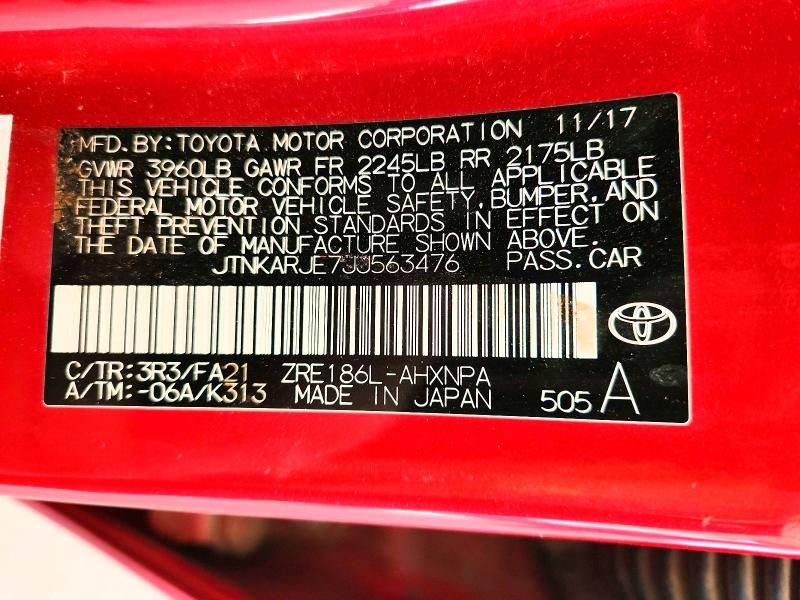 MFD. BY: TOYOTA MOTOR CORPORATION 11/17
GVWR 3960LB GAWR FR 2245LB RR 2175LB
THIS VEHICLE CONFORMS TO ALL APPLICABLE
FEDERAL MOTOR VEHICLE SAFETY, BUMPER, AND
THEFT PREVENTION STANDARDS IN EFFECT ON
THE DATE OF MANUFACTURE SHOWN ABOVE.
JTNKARJE7JJ563476 PASS. CAR
C/TR: 3R3/FA21 ZRE186L-AHXNPA
A/TM: -06A/K313 MADE IN JAPAN 505 A